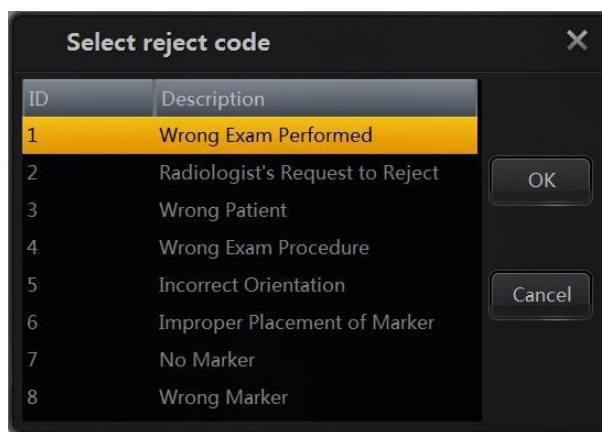 Select reject code
ID Description
1 Wrong Exam Performed
2 Radiologist's Request to Reject
3 Wrong Patient
4 Wrong Exam Procedure
5 Incorrect Orientation
6 Improper Placement of Marker
7 No Marker
8 Wrong Marker
OK
Cancel